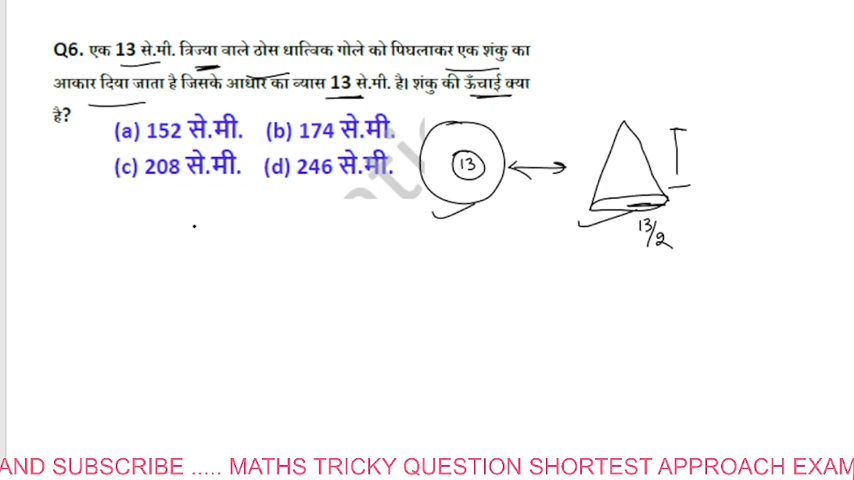 Q6. एक 13 से.मी. त्रिज्या वाले ठोस धात्विक गोले को पिघलाकर एक शंकु का
आकार दिया जाता है जिसके आधार का व्यास 13 से.मी. है। शंकु की ऊँचाई क्या
है?
(a) 152 से.मी. (b) 174 से.मी.
(c) 208 से.मी. (d) 246 से.मी.
13
13/2
AND SUBSCRIBE ..... MATHS TRICKY QUESTION SHORTEST APPROACH EXAM